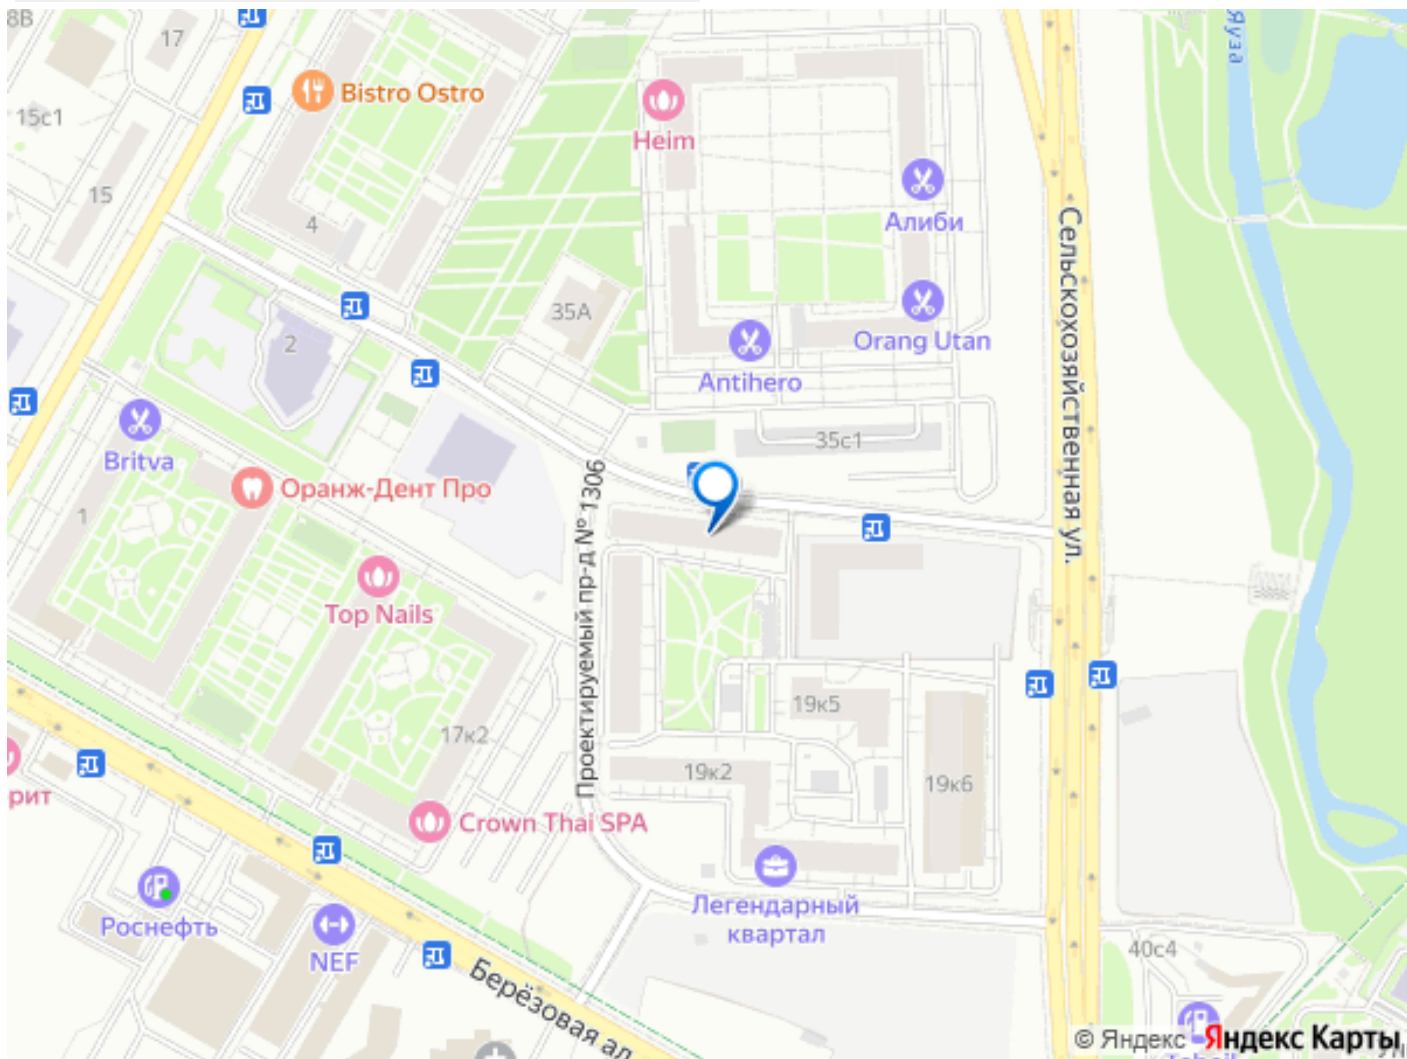 8В
17
Яуза
Bistro Ostro
15с1
Heim
15
Алиби
4
Сельскохозяйственная ул.
35А
2
Orang Utan
Antihero
35с1
Britva
Оранж-Дент Про
1
Проектируемый пр-д № 1306
Top Nails
19к5
17к2
19к2
19к6
рит
Crown Thai SPA
Легендарный
квартал
Роснефть
NEF
40с4
Берёзовая ал.
© Яндекс Яндекс Карты